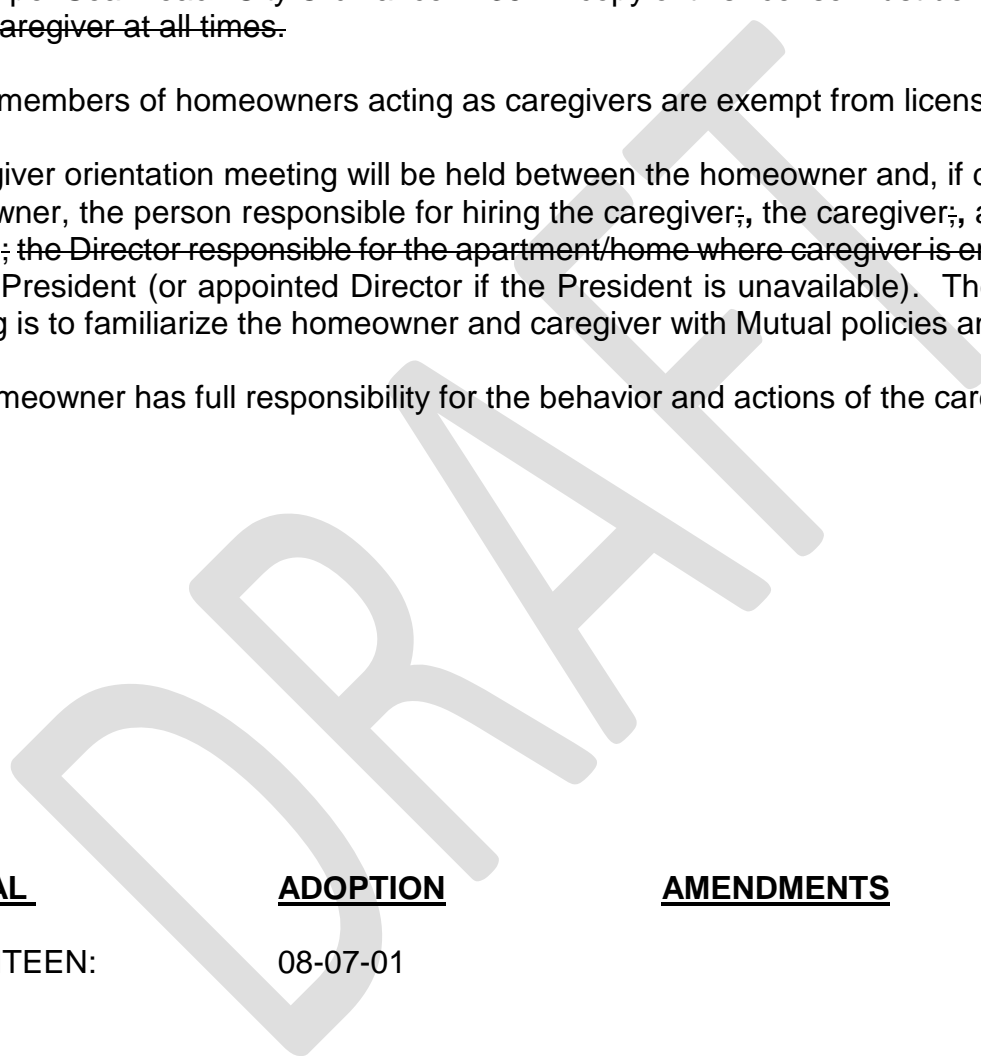 aregiver at all times.
members of homeowners acting as caregivers are exempt from licens
giver orientation meeting will be held between the homeowner and, if
wner, the person responsible for hiring the caregiver;, the caregiver;,
; the Director responsible for the apartment/home where caregiver is
President (or appointed Director if the President is unavailable). The
g is to familiarize the homeowner and caregiver with Mutual policies
meowner has full responsibility for the behavior and actions of the
DRAFT
AL ADOPTION AMENDMENTS
TEEN: 08-07-01